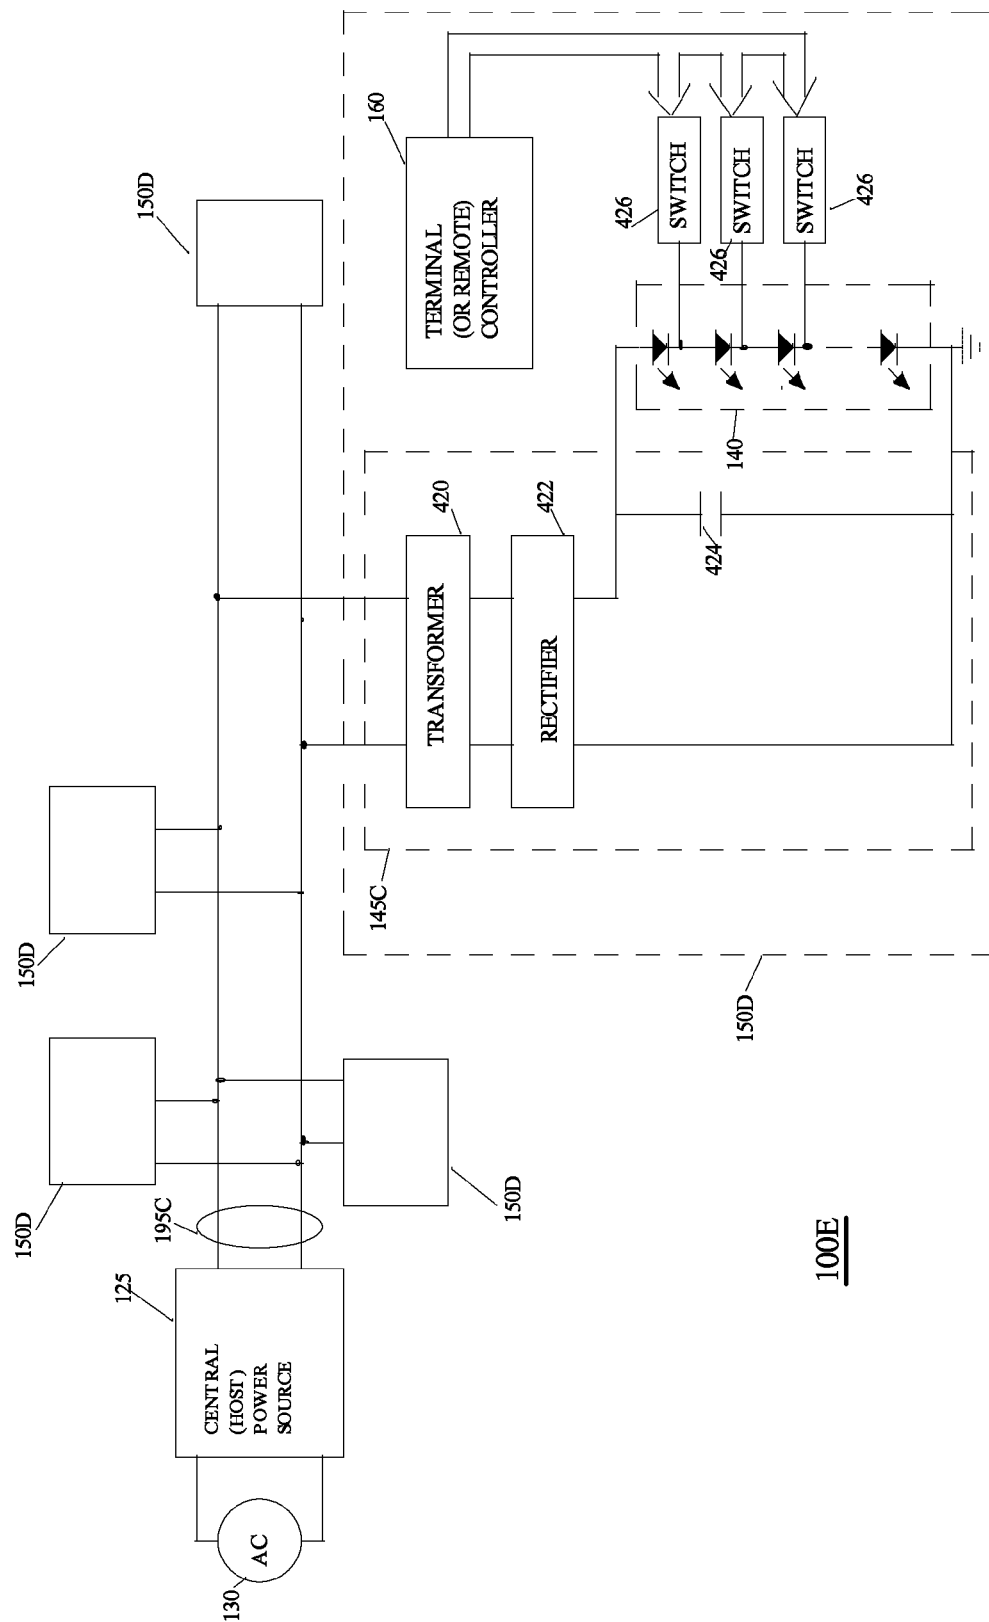 130
AC
CENTRAL
(HOST)
POWER
SOURCE
125
195C
150D
150D
150D
150D
100E
150D
145C
TRANSFORMER
420
RECTIFIER
422
424
140
TERMINAL
(OR REMOTE)
CONTROLLER
160
SWITCH
426
SWITCH
426
SWITCH
426